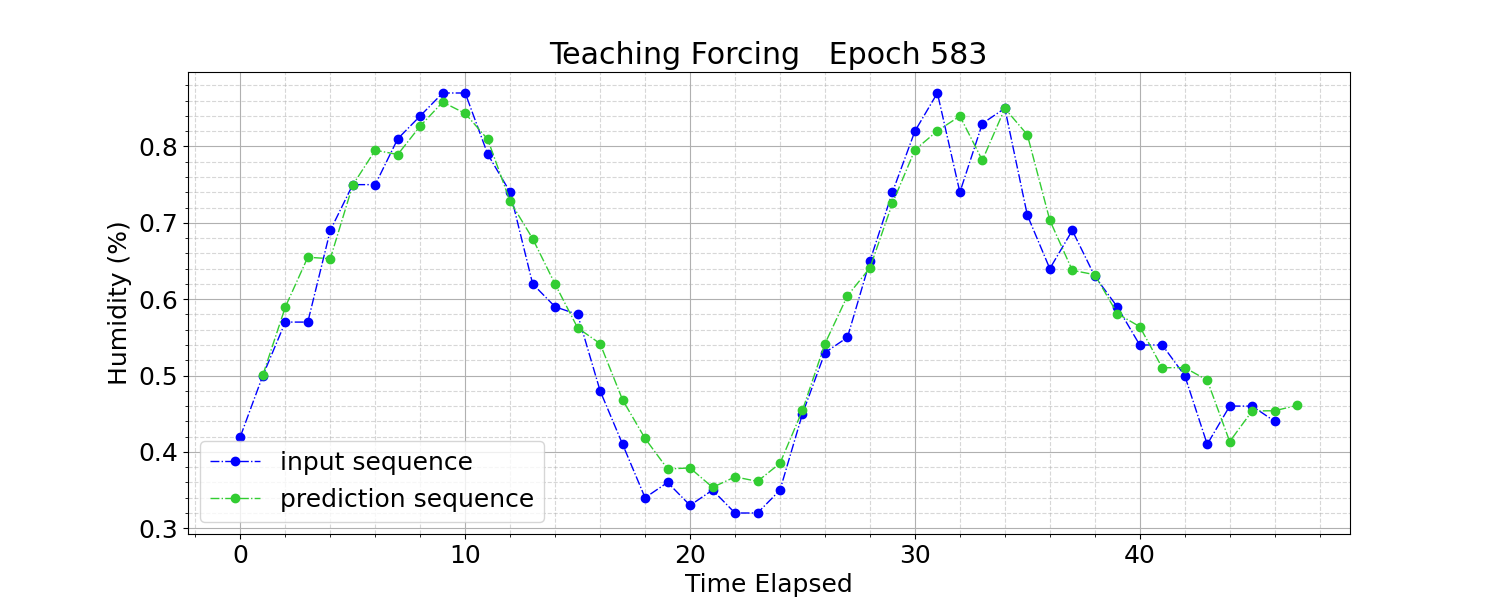 Teaching Forcing   Epoch 583
Humidity (%)
0.8
0.7
0.6
0.5
0.4
0.3
input sequence
prediction sequence
0 10 20 30 40
Time Elapsed